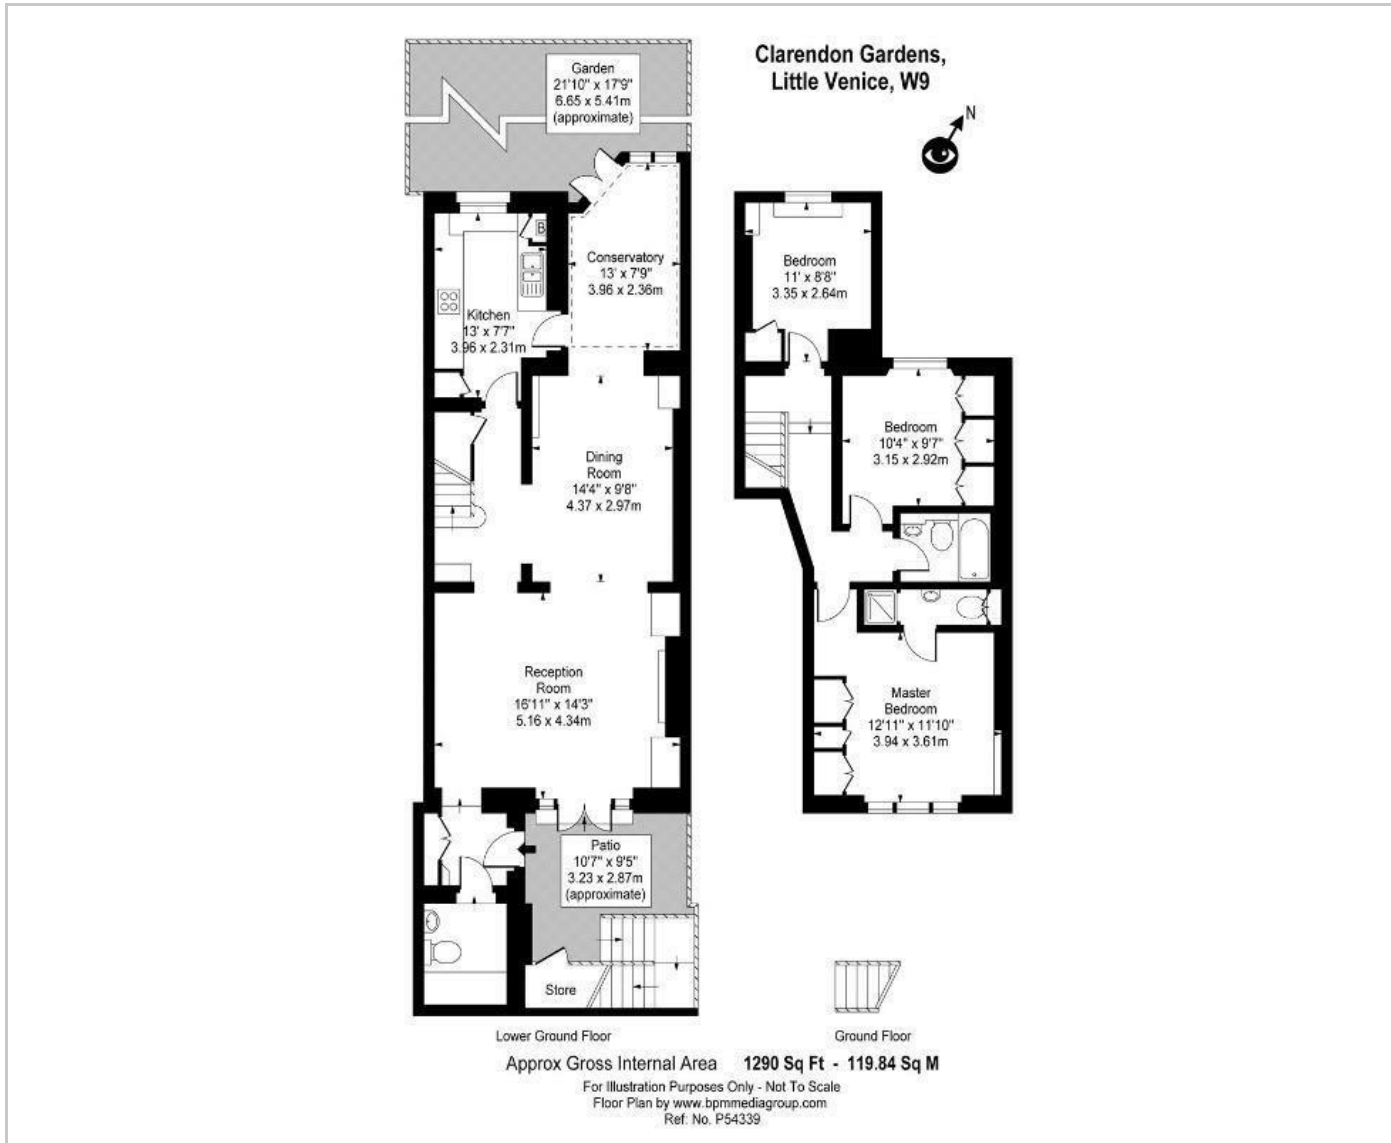 Clarendon Gardens,
Little Venice, W9
N
Garden
21'10" x 17'9"
6.65 x 5.41m
(approximate)
Conservatory
13' x 7'9"
3.96 x 2.36m
B
Kitchen
13' x 7'7"
3.96 x 2.31m
Dining
Room
14'4" x 9'8"
4.37 x 2.97m
Reception
Room
16'11" x 14'3"
5.16 x 4.34m
Patio
10'7" x 9'5"
3.23 x 2.87m
(approximate)
Store
Lower Ground Floor
Bedroom
11' x 8'8"
3.35 x 2.64m
Bedroom
10'4" x 9'7"
3.15 x 2.92m
Master
Bedroom
12'11" x 11'10"
3.94 x 3.61m
Ground Floor
Approx Gross Internal Area 1290 Sq Ft - 119.84 Sq M
For Illustration Purposes Only - Not To Scale
Floor Plan by www.bpmmediagroup.com
Ref: No. P54339